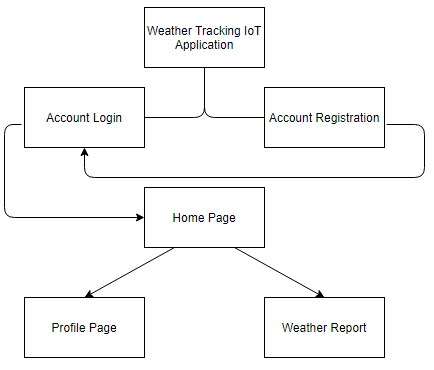 Weather Tracking IoT
Application
Account Login
Account Registration
Home Page
Profile Page
Weather Report